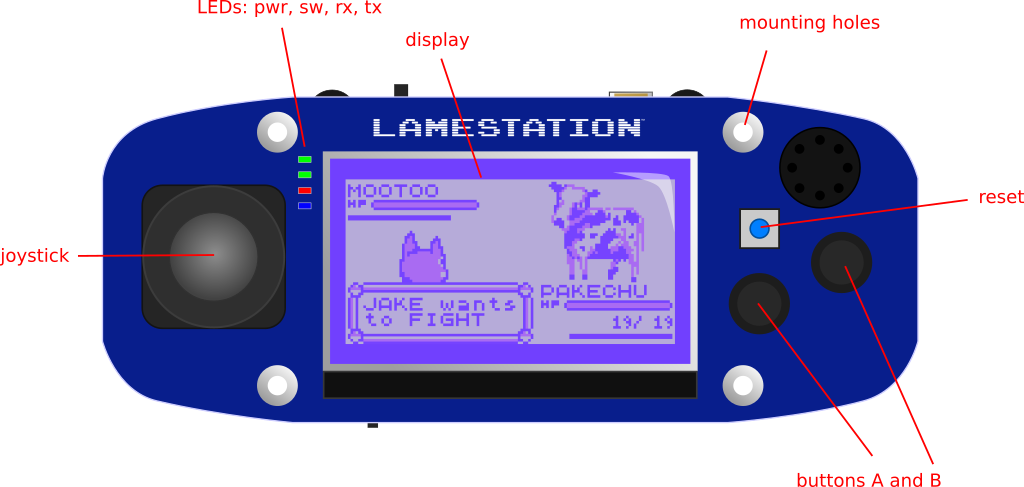 LEDs: pwr, sw, rx, tx
mounting holes
display
LAMESTATION
MOOTOO
HP
reset
joystick
PAKECHU
HP
JAKE wants
to FIGHT
19/ 19
buttons A and B